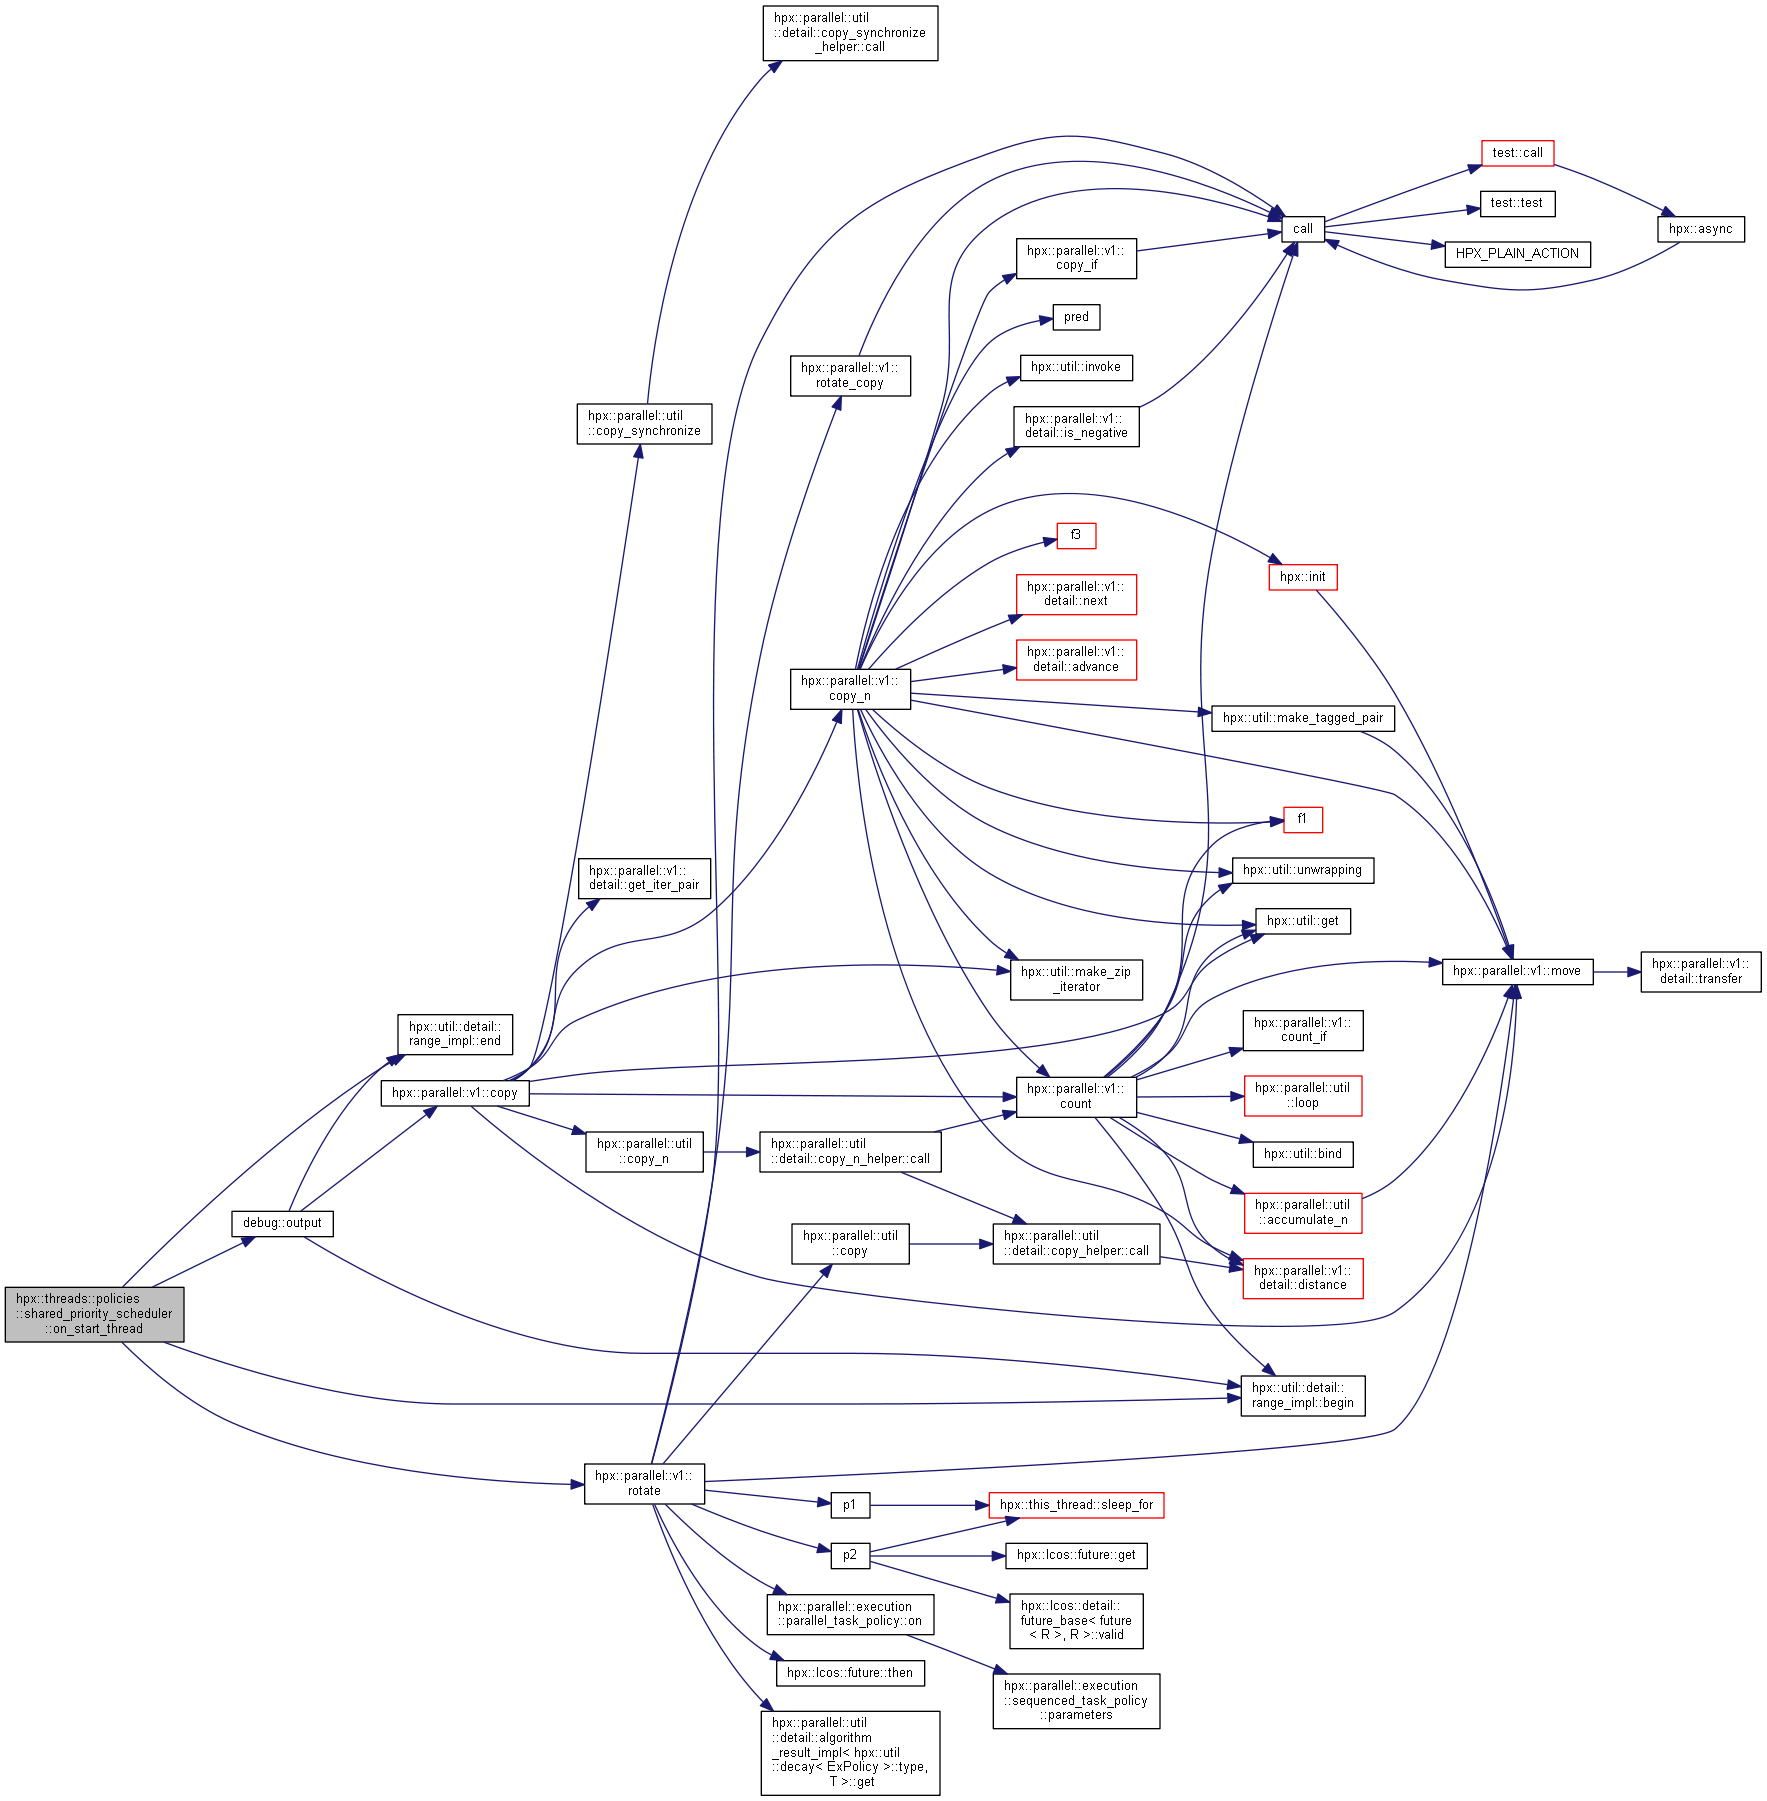 hpx::parallel::util
::detail::copy_synchronize
_helper::call
test::call
test::test
hpx::async
call
HPX_PLAIN_ACTION
hpx::parallel::v1::
copy_if
pred
hpx::parallel::v1::
rotate_copy
hpx::util::invoke
hpx::parallel::util
::copy_synchronize
hpx::parallel::v1::
detail::is_negative
f3
hpx::init
hpx::parallel::v1::
detail::next
hpx::parallel::v1::
detail::advance
hpx::parallel::v1::
copy_n
hpx::util::make_tagged_pair
f1
hpx::parallel::v1::
detail::get_iter_pair
hpx::util::unwrapping
hpx::util::get
hpx::util::make_zip
_iterator
hpx::parallel::v1::move
hpx::parallel::v1::
detail::transfer
hpx::util::detail::
range_impl::end
hpx::parallel::v1::
count_if
hpx::parallel::v1::copy
hpx::parallel::v1::
count
hpx::parallel::util
::loop
hpx::parallel::util
::copy_n
hpx::parallel::util
::detail::copy_n_helper::call
hpx::util::bind
debug::output
hpx::parallel::util
::accumulate_n
hpx::parallel::util
::copy
hpx::parallel::util
::detail::copy_helper::call
hpx::parallel::v1::
detail::distance
hpx::threads::policies
::shared_priority_scheduler
::on_start_thread
hpx::util::detail::
range_impl::begin
hpx::parallel::v1::
rotate
p1
hpx::this_thread::sleep_for
p2
hpx::lcos::future::get
hpx::parallel::execution
::parallel_task_policy::on
hpx::lcos::detail::
future_base< future
< R >, R >::valid
hpx::lcos::future::then
hpx::parallel::execution
::sequenced_task_policy
::parameters
hpx::parallel::util
::detail::algorithm
_result_impl< hpx::util
::decay< ExPolicy >::type,
T >::get